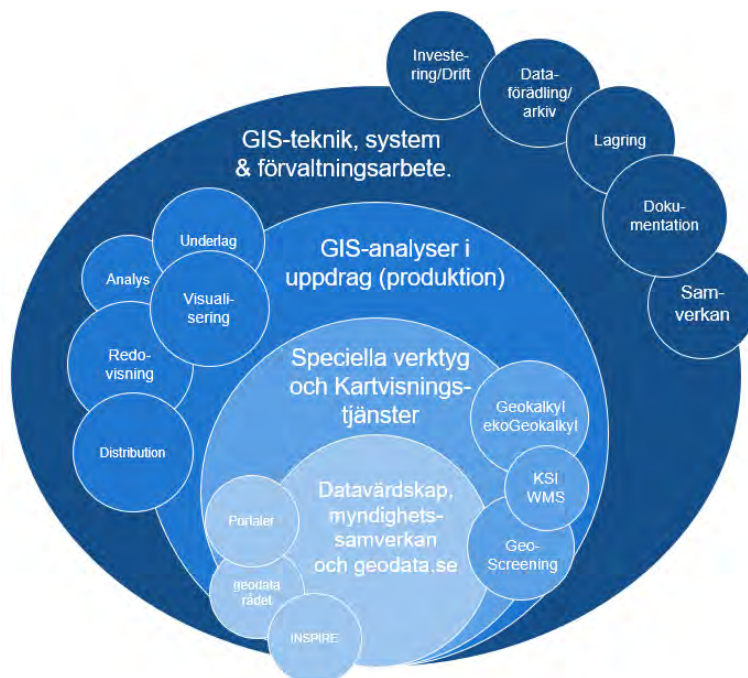 Investe-
ring/Drift
Data-
förädling/
arkiv
Lagring
Doku-
mentation
Sam-
verkan
GIS-teknik, system
& förvaltningsarbete.
Underlag
Analys
Visuali-
sering
Redo-
visning
Distribution
GIS-analyser i
uppdrag (produktion)
Speciella verktyg
och Kartvisnings-
tjänster
Geokalkyl
ekoGeokalkyl
KSI
WMS
Geo-
Screening
Datavärdskap,
myndighets-
samverkan
och geodata.se
Portaler
geodata
rådet
INSPIRE